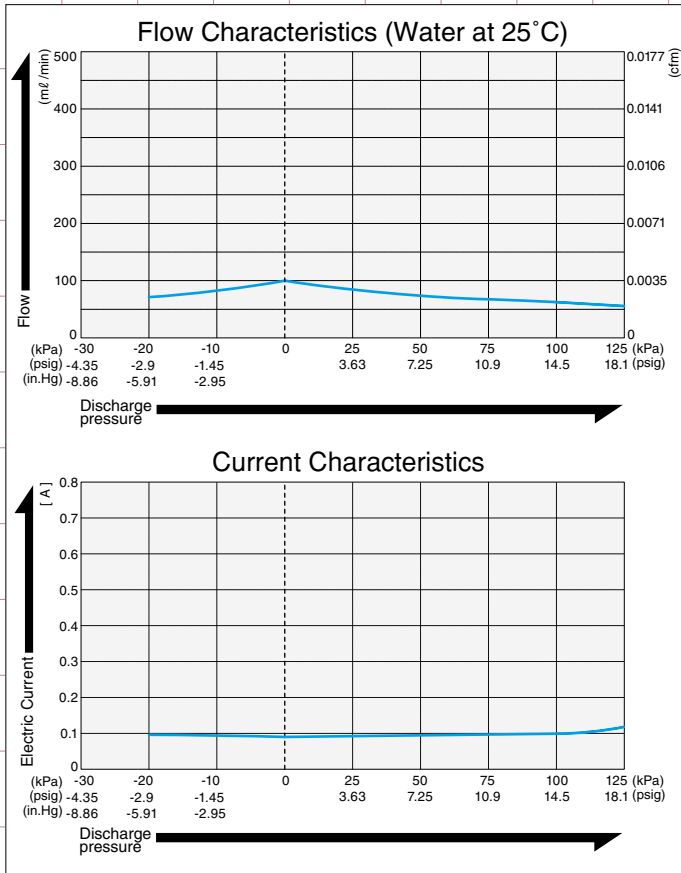 Flow Characteristics (Water at 25˚C)
(mℓ/min)
500
400
300
200
100
0
Flow
0.0177
(cfm)
0.0141
0.0106
0.0071
0.0035
0
(kPa) -30 -20 -10 0 25 50 75 100 125 (kPa)
(psig) -4.35 -2.9 -1.45 3.63 7.25 10.9 14.5 18.1 (psig)
(in.Hg) -8.86 -5.91 -2.95
Discharge
pressure
Current Characteristics
[ A ]
0.8
0.7
0.6
0.5
0.4
0.3
0.2
0.1
0
Electric Current
(kPa) -30 -20 -10 0 25 50 75 100 125 (kPa)
(psig) -4.35 -2.9 -1.45 3.63 7.25 10.9 14.5 18.1 (psig)
(in.Hg) -8.86 -5.91 -2.95
Discharge
pressure